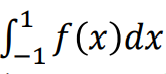 ∫_{-1}^{1} f(x)dx